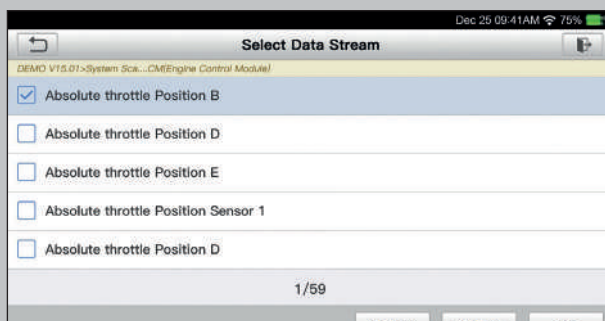 Dec 25 09:41AM 75%
Select Data Stream
DEMO V15.01>System Sca....CM(Engine Control Module)
Absolute throttle Position B
Absolute throttle Position D
Absolute throttle Position E
Absolute throttle Position Sensor 1
Absolute throttle Position D
1/59